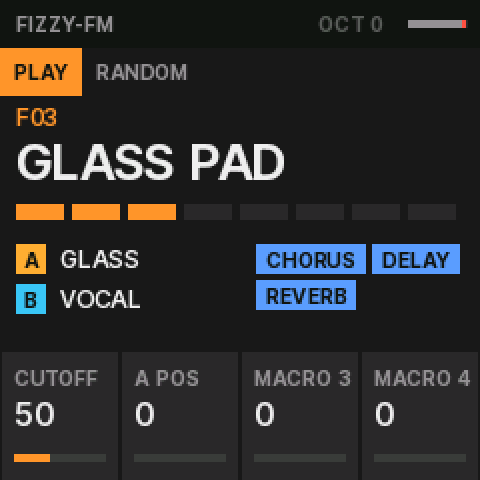 FIZZY-FM OCT 0
PLAY RANDOM
F03
GLASS PAD
A GLASS CHORUS DELAY
B VOCAL REVERB
CUTOFF A POS MACRO 3 MACRO 4
50 0 0 0